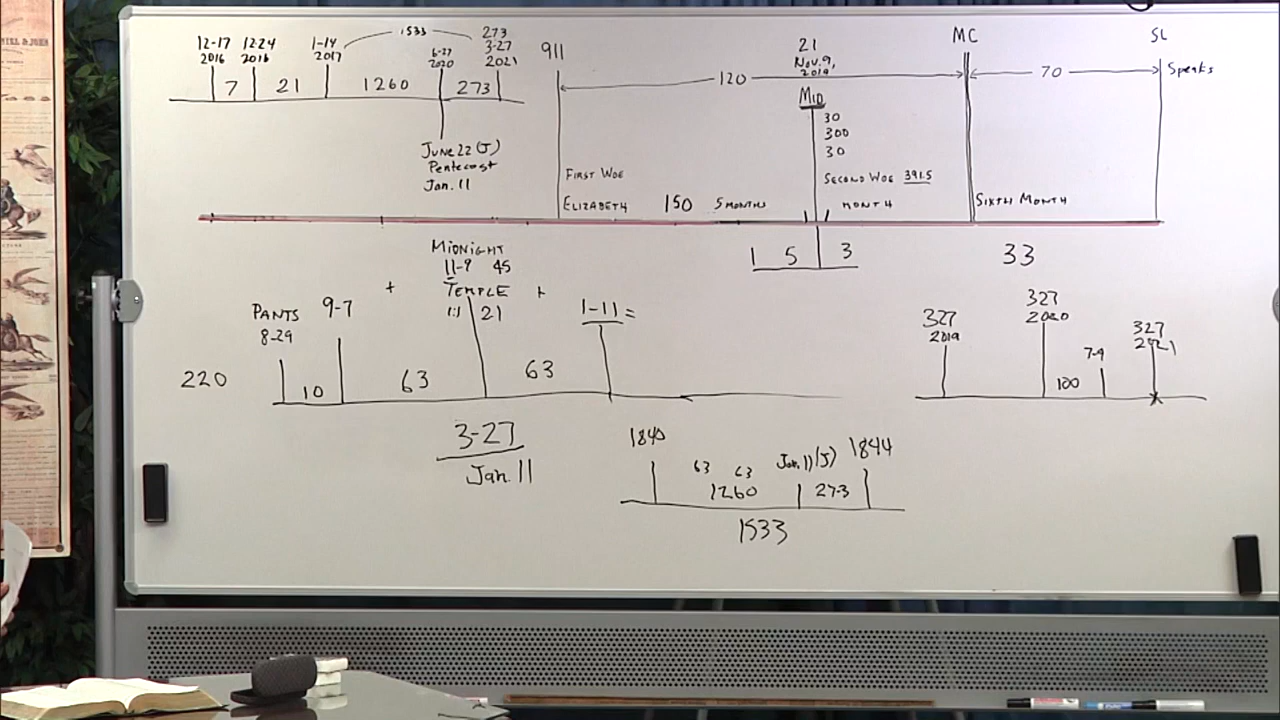 NIEL & JOHN
12-17 2016
12-24 2016
1-14 2017
1533
6-27 2020
273
3-27 2021
7
21
1260
273
June 22 (J)
Pentecost
Jan. 11
911
120
21
Nov. 9, 2019
MID
30
300
30
MC
70
SL
Speaks
FIRST WOE
ELIZABETH
150
5 MONTHS
SECOND WOE 391.5
MONTH
SIXTH MONTH
1 5 3
33
PANTS
8-29
9-7
+
MIDNIGHT
11-9 45
TEMPLE
1:1 21
+
1-11 =
220
10
63
63
3-27
Jan. 11
327
2019
327
2020
100
7-9
327
2021
1840
63 63
1260
Jan. 11 (J)
273
1844
1533